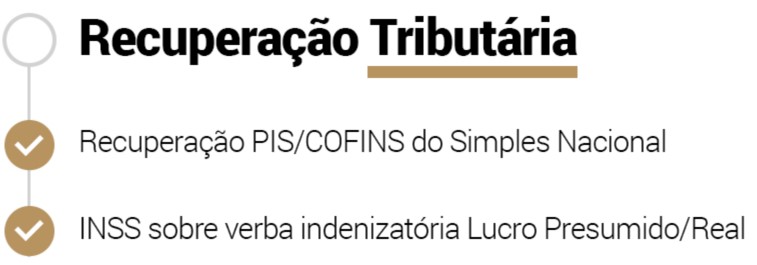 Recuperação Tributária
Recuperação PIS/COFINS do Simples Nacional
INSS sobre verba indenizatória Lucro Presumido/Real